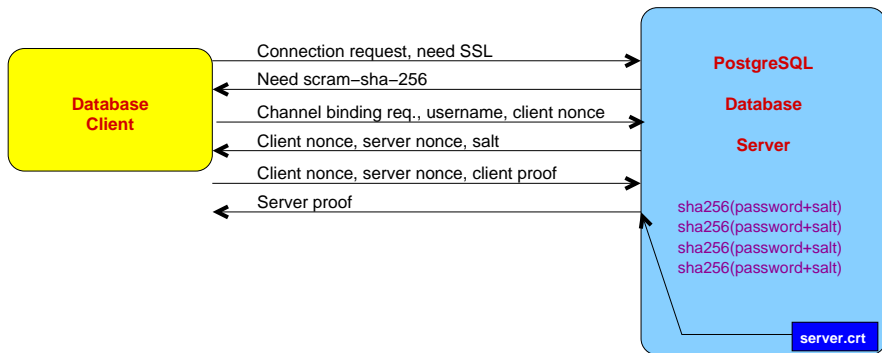 Connection request, need SSL
Need scram−sha−256
Channel binding req., username, client nonce
Client nonce, server nonce, salt
Client nonce, server nonce, client proof
Server proof
Database
Client
PostgreSQL
Database
Server
sha256(password+salt)
sha256(password+salt)
sha256(password+salt)
sha256(password+salt)
server.crt